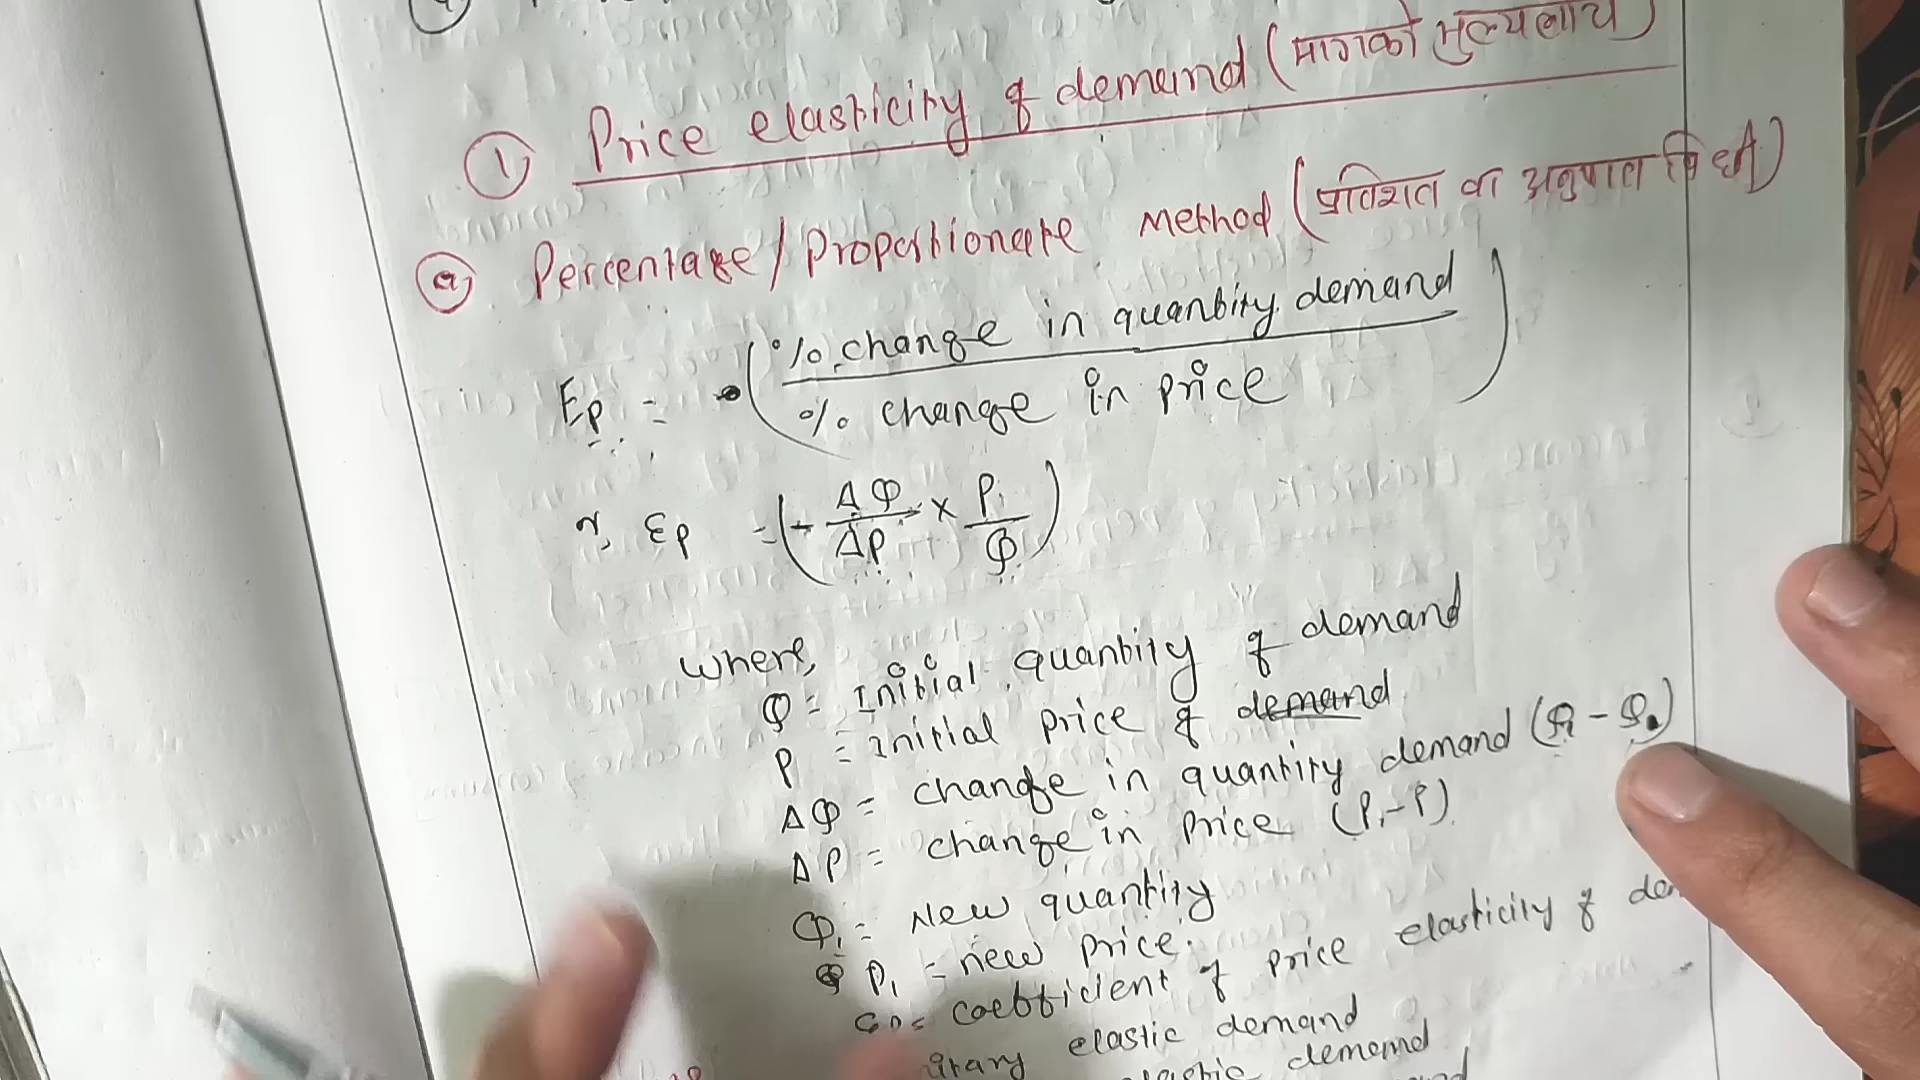 ① Price elasticity of demand (मागको मुल्यलाच)
ⓐ Percentage/Proportionate Method (प्रतिशत वा अनुपात विधी)
Ep = -(% change in quantity demand / % change in price)
or, Ep = (- ΔQ/ΔP × P/Q)
where,
Q = Initial quantity of demand
P = initial price of demand
ΔQ = change in quantity demand (Q1 - Q)
ΔP = change in price (P1 - P)
Q1 = New quantity
P1 = new price
= coefficient of price elasticity of
elastic demand
demand